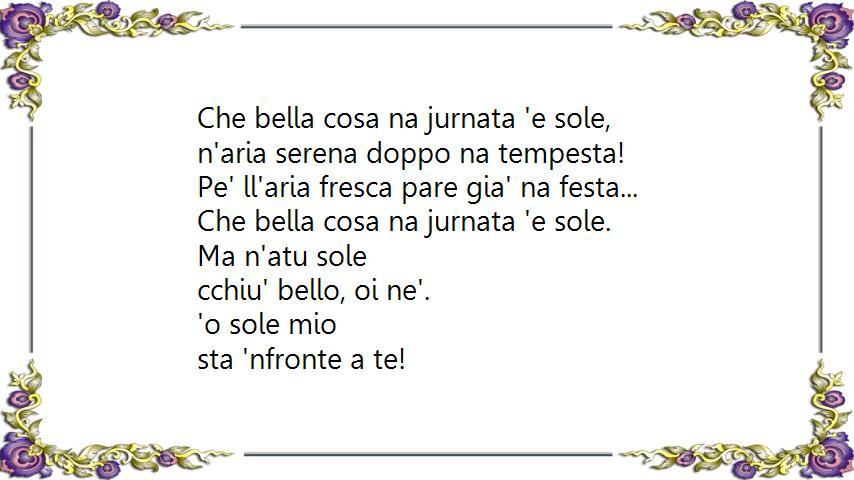 Che bella cosa na jurnata 'e sole,
n'aria serena doppo na tempesta!
Pe' ll'aria fresca pare gia' na festa...
Che bella cosa na jurnata 'e sole.
Ma n'atu sole
cchiu' bello, oi ne'.
'o sole mio
sta 'nfronte a te!